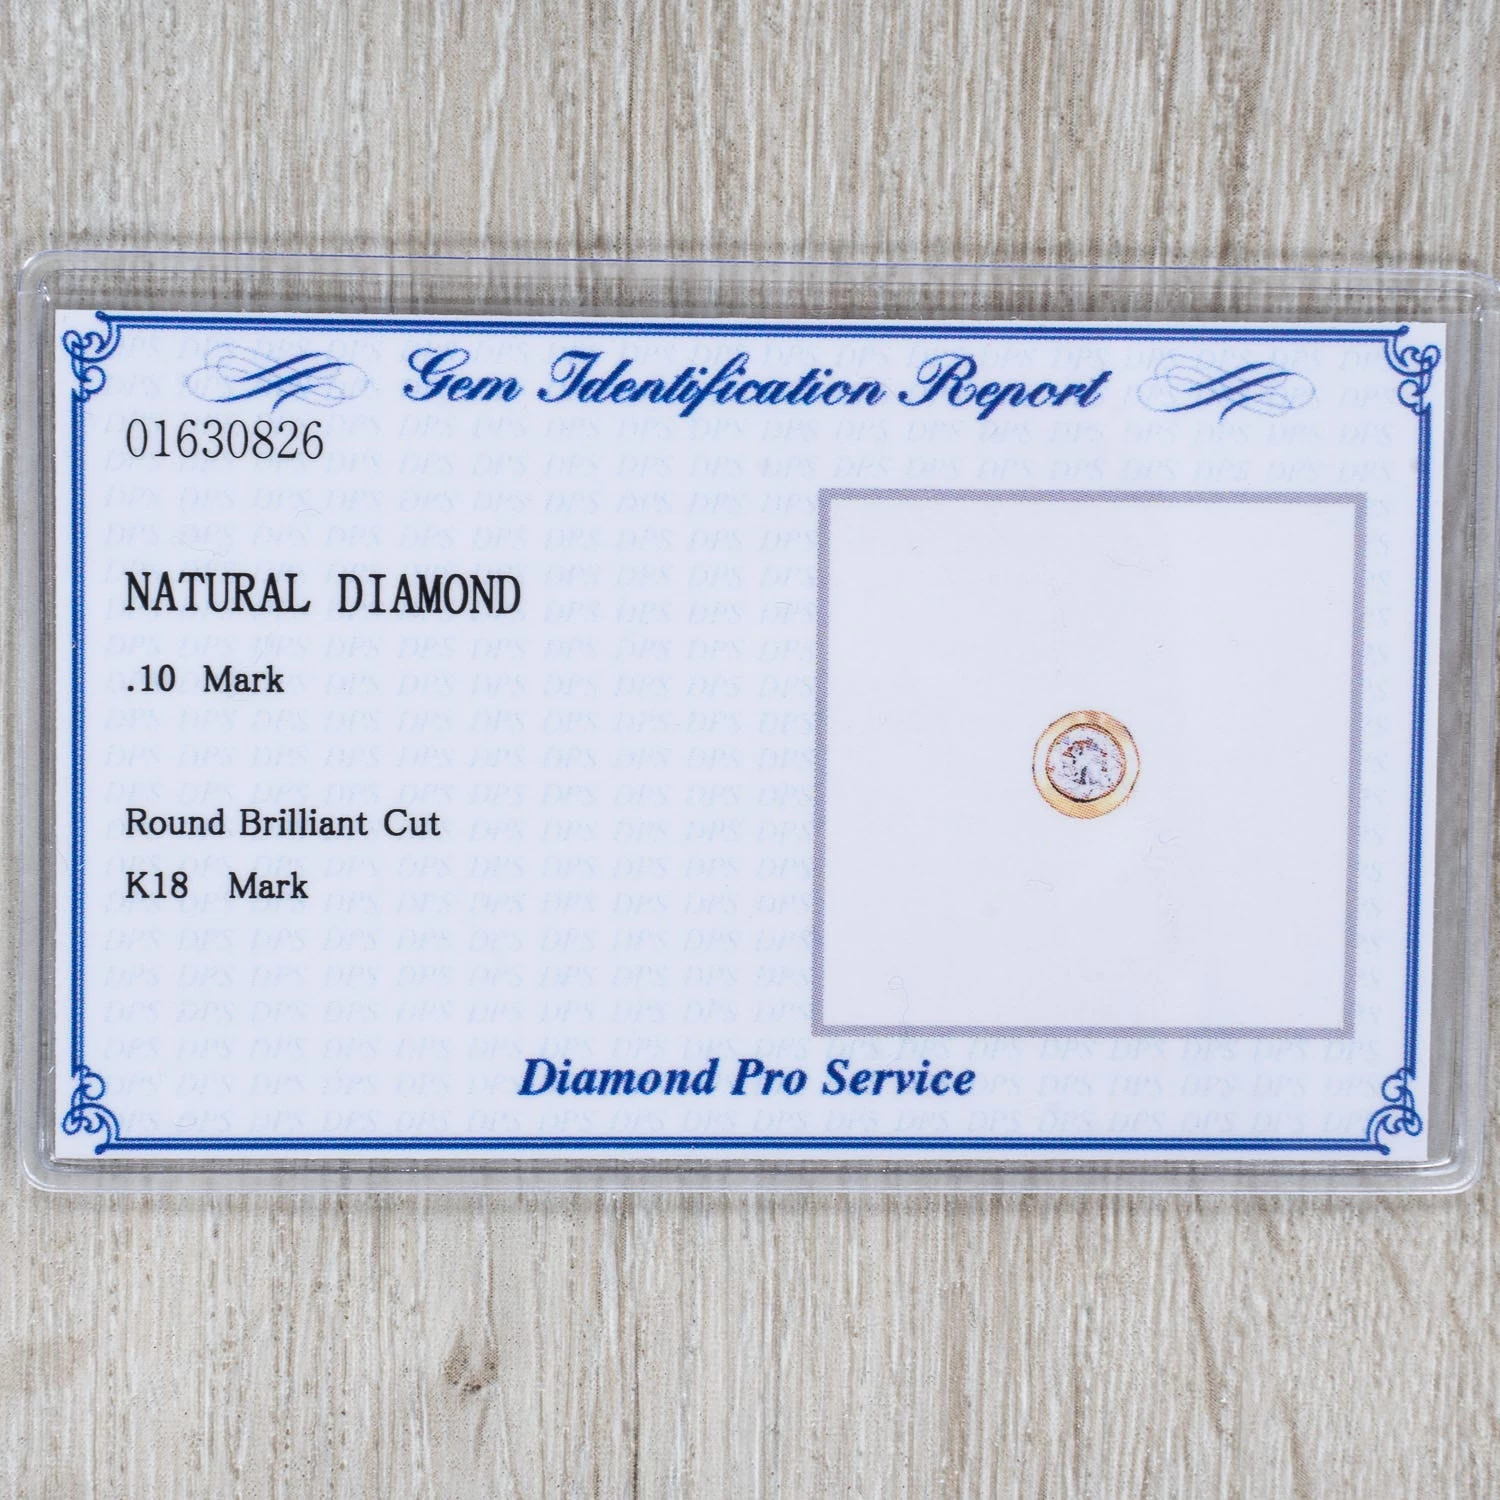 Gem Identification Report
01630826
NATURAL DIAMOND
.10 Mark
Round Brilliant Cut
K18 Mark
Diamond Pro Service